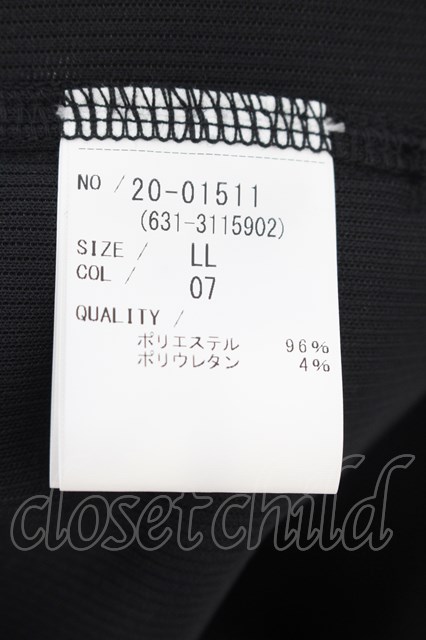 NO / 20-01511
(631-3115902)
SIZE / LL
COL / 07
QUALITY /
ポリエステル 96%
ポリウレタン 4%
closetchild